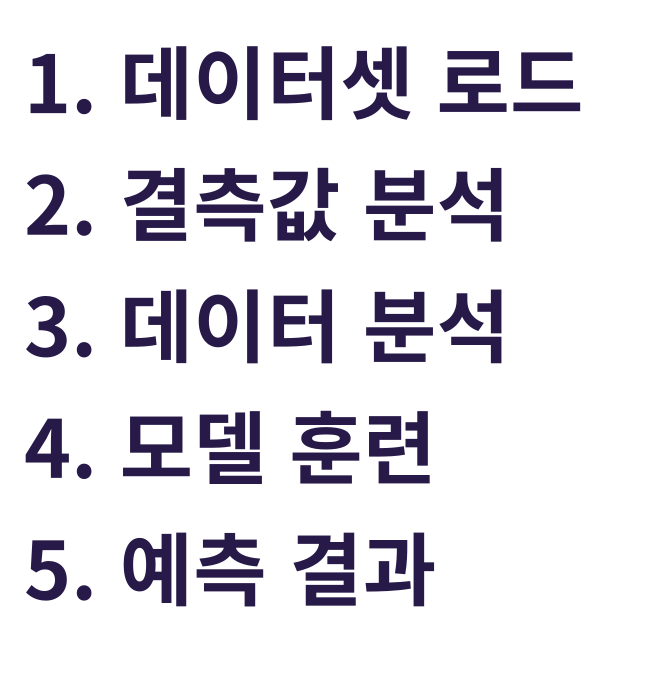 1. 데이터셋 로드
2. 결측값 분석
3. 데이터 분석
4. 모델 훈련
5. 예측 결과